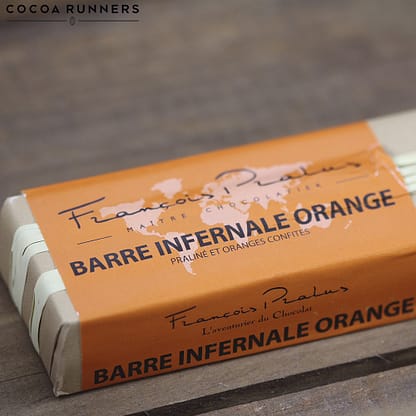 COCOA RUNNERS
François Pralus
MAÎTRE CHOCOLATIER
BARRE INFERNALE ORANGE
PRALINÉ ET ORANGES CONFITES
François Pralus
L'aventurier du Chocolat
BARRE INFERNALE ORANGE